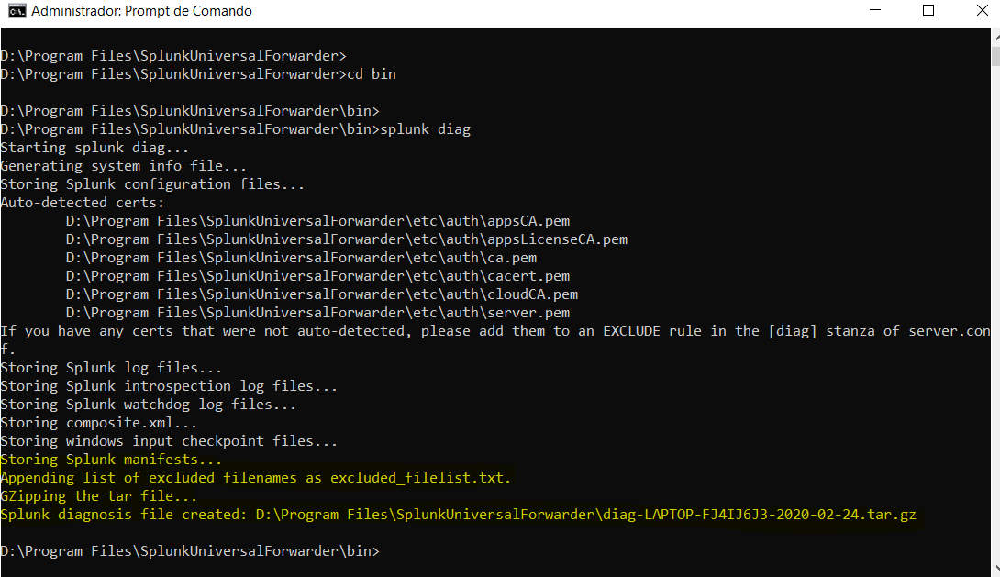 Administrador: Prompt de Comando
D:\Program Files\SplunkUniversalForwarder>
D:\Program Files\SplunkUniversalForwarder>cd bin
D:\Program Files\SplunkUniversalForwarder\bin>
D:\Program Files\SplunkUniversalForwarder\bin>splunk diag
Starting splunk diag...
Generating system info file...
Storing Splunk configuration files...
Auto-detected certs:
D:\Program Files\SplunkUniversalForwarder\etc\auth\appsCA.pem
D:\Program Files\SplunkUniversalForwarder\etc\auth\appsLicenseCA.pem
D:\Program Files\SplunkUniversalForwarder\etc\auth\ca.pem
D:\Program Files\SplunkUniversalForwarder\etc\auth\cacert.pem
D:\Program Files\SplunkUniversalForwarder\etc\auth\cloudCA.pem
D:\Program Files\SplunkUniversalForwarder\etc\auth\server.pem
If you have any certs that were not auto-detected, please add them to an EXCLUDE rule in the [diag] stanza of server.con
f.
Storing Splunk log files...
Storing Splunk introspection log files...
Storing Splunk watchdog log files...
Storing composite.xml...
Storing windows input checkpoint files...
Storing Splunk manifests...
Appending list of excluded filenames as excluded_filelist.txt.
GZipping the tar file...
Splunk diagnosis file created: D:\Program Files\SplunkUniversalForwarder\diag-LAPTOP-FJ4IJ6J3-2020-02-24.tar.gz
D:\Program Files\SplunkUniversalForwarder\bin>